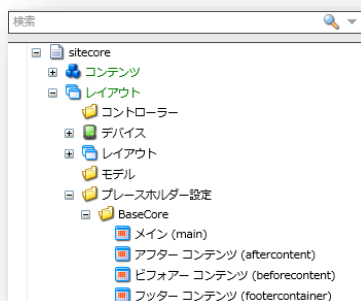 検索
sitecore
コンテンツ
レイアウト
コントローラー
デバイス
レイアウト
モデル
プレースホルダー設定
BaseCore
メイン (main)
アフター コンテンツ (aftercontent)
ビフォアー コンテンツ (beforecontent)
フッター コンテンツ (footercontainer)